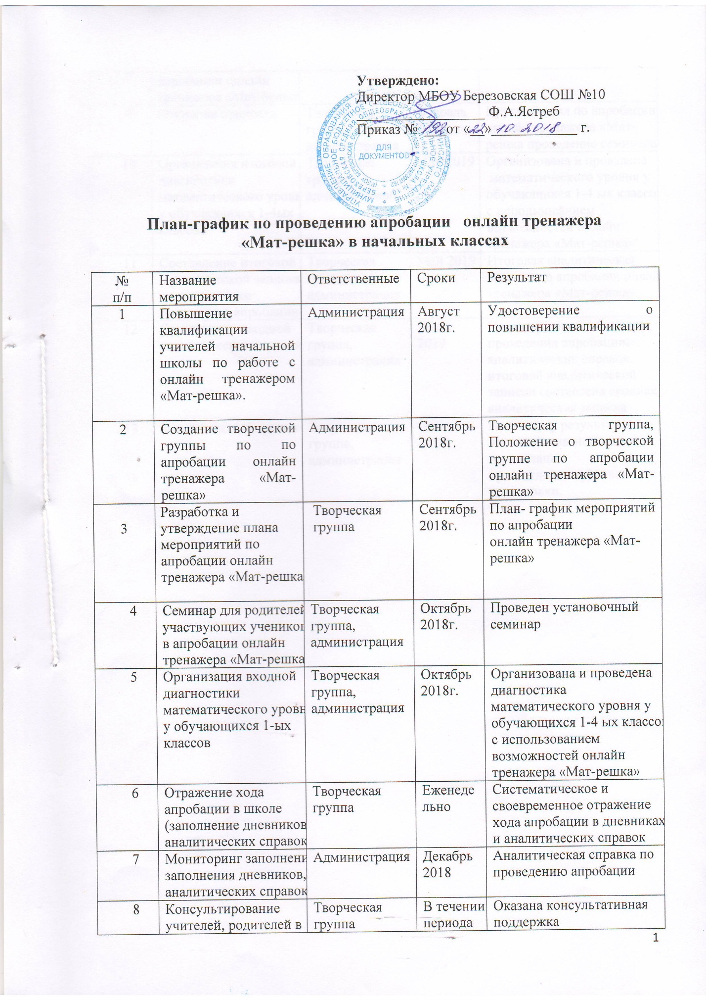 Утверждено:
Директор МБОУ Березовская СОШ №10
Ф.А.Ястреб
Приказ № 192 от «22» 10. 2018 г.
ДЛЯ
ДОКУМЕНТОВ
План-график по проведению апробации онлайн тренажера
«Мат-решка» в начальных классах
№
п/п
Название
мероприятия
Ответственные
Сроки
Результат
1
Повышение
квалификации
учителей начальной
школы по работе с
онлайн тренажером
«Мат-решка».
Администрация
Август
2018г.
Удостоверение о
повышении квалификации
2
Создание творческой
группы по по
апробации онлайн
тренажера «Мат-
решка»
Администрация
Сентябрь
2018г.
Творческая группа,
Положение о творческой
группе по апробации
онлайн тренажера «Мат-
решка»
3
Разработка и
утверждение плана
мероприятий по
апробации онлайн
тренажера «Мат-решка
Творческая
группа
Сентябрь
2018г.
План- график мероприятий
по апробации
онлайн тренажера «Мат-
решка»
4
Семинар для родителей
участвующих учеников
в апробации онлайн
тренажера «Мат-решка
Творческая
группа,
администрация
Октябрь
2018г.
Проведен установочный
семинар
5
Организация входной
диагностики
математического уровн
у обучающихся 1-ых
классов
Творческая
группа,
администрация
Октябрь
2018г.
Организована и проведена
диагностика
математического уровня у
обучающихся 1-4 ых классов
с использованием
возможностей онлайн
тренажера «Мат-решка»
6
Отражение хода
апробации в школе
(заполнение дневников
аналитических справок
Творческая
группа
Еженеде
льно
Систематическое и
своевременное отражение
хода апробации в дневниках
и аналитических справок
7
Мониторинг заполнени
заполнения дневников,
аналитических справок
Администрация
Декабрь
2018
Аналитическая справка по
проведению апробации
8
Консультирование
учителей, родителей в
Творческая
группа
В течении
периода
Оказана консультативная
поддержка
1